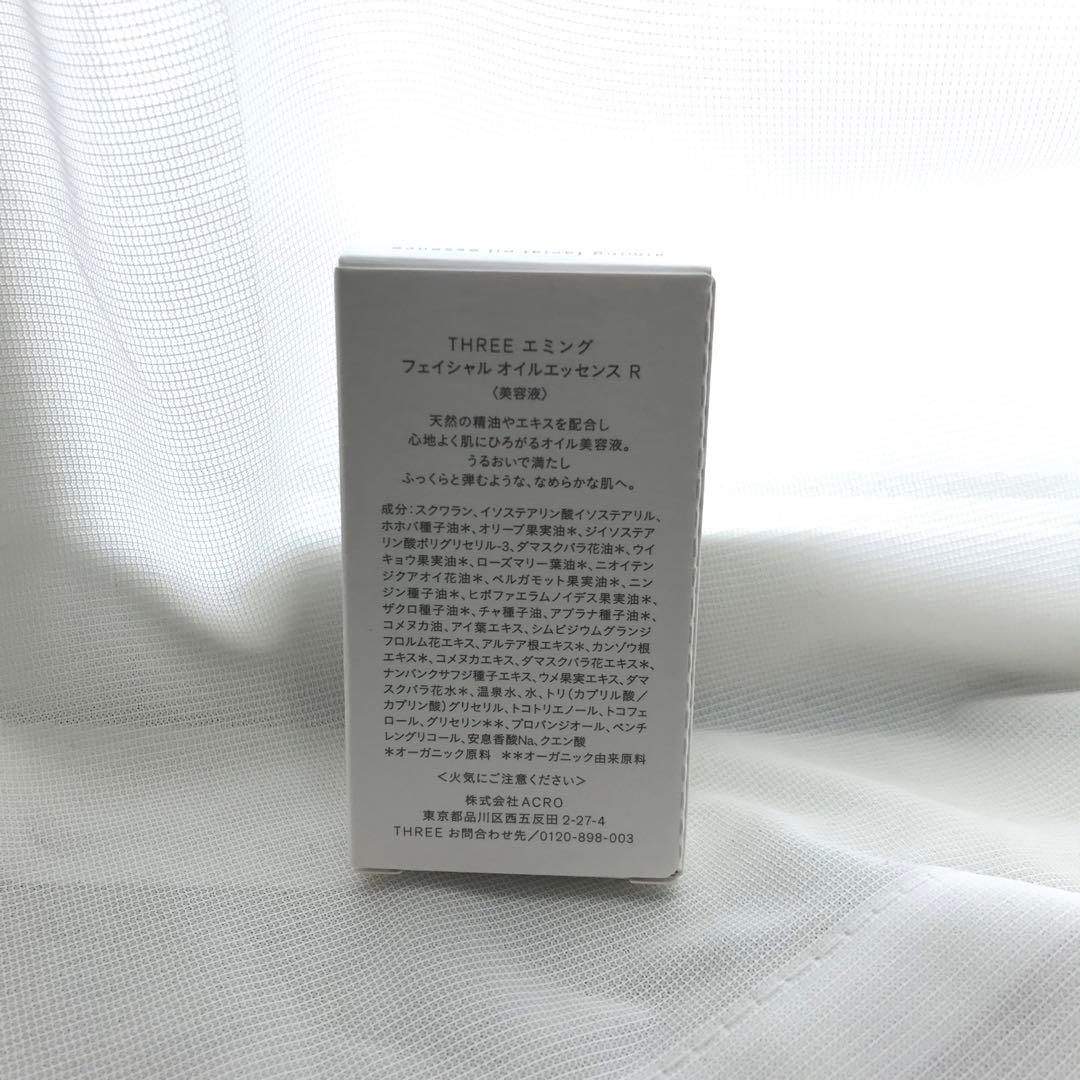 aiming facial oil essence
THREE エミング
フェイシャル オイルエッセンス R
〈美容液〉
天然の精油やエキスを配合し
心地よく肌にひろがるオイル美容液。
うるおいで満たし
ふっくらと弾むような、なめらかな肌へ。
成分：スクワラン、イソステアリン酸イソステアリル、
ホホバ種子油＊、オリーブ果実油＊、ジイソステア
リン酸ポリグリセリル-3、ダマスクバラ花油＊、ウイ
キョウ果実油＊、ローズマリー葉油＊、ニオイテン
ジクアオイ花油＊、ベルガモット果実油＊、ニン
ジン種子油＊、ヒポファエラムノイデス果実油＊、
ザクロ種子油＊、チャ種子油、アブラナ種子油＊、
コメヌカ油、アイ葉エキス、シムビジウムグランジ
フロルム花エキス、アルテア根エキス＊、カンゾウ根
エキス＊、コメヌカエキス、ダマスクバラ花エキス＊、
ナンバンクサフジ種子エキス、ウメ果実エキス、ダマ
スクバラ花水＊、温泉水、水、トリ（カプリル酸／
カプリン酸）グリセリル、トコトリエノール、トコフェ
ロール、グリセリン＊＊、プロパンジオール、ペンチ
レングリコール、安息香酸Na、クエン酸
＊オーガニック原料 ＊＊オーガニック由来原料
＜火気にご注意ください＞
株式会社ACRO
東京都品川区西五反田 2-27-4
THREE お問合わせ先／0120-898-003